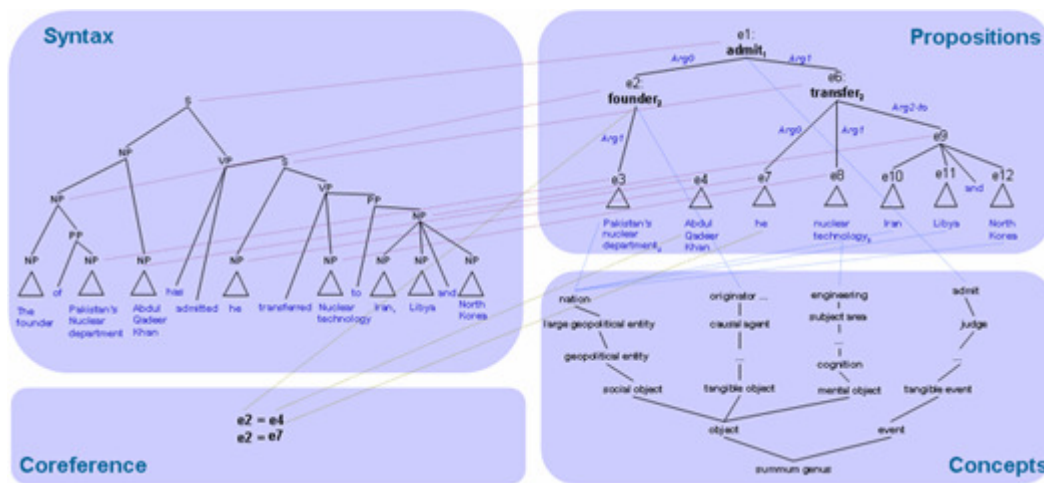 Syntax
S
NP
VP
S
NP
VP
PP
PP
NP
NP
NP
NP
NP
NP
NP
NP
NP
The founder
of
Pakistan's Nuclear department
Abdul Qadeer Khan
has
admitted
he
transferred
Nuclear technology
to
Iran,
Libya
and
North Korea
Propositions
e1:
admit1
Arg0
Arg1
e2:
founder2
e6:
transfer2
Arg1
Arg0
Arg1
Arg2-to
e9
e3
e4
e7
e8
e10
e11
and
e12
Pakistan's nuclear department
Abdul Qadeer Khan
he
nuclear technology
Iran
Libya
North Korea
Coreference
e2 = e4
e2 = e7
nation
originator ...
engineering
admit
large geopolitical entity
causal agent
subject area
judge
geopolitical entity
...
...
...
cognition
social object
tangible object
mental object
tangible event
object
event
summum genus
Concepts